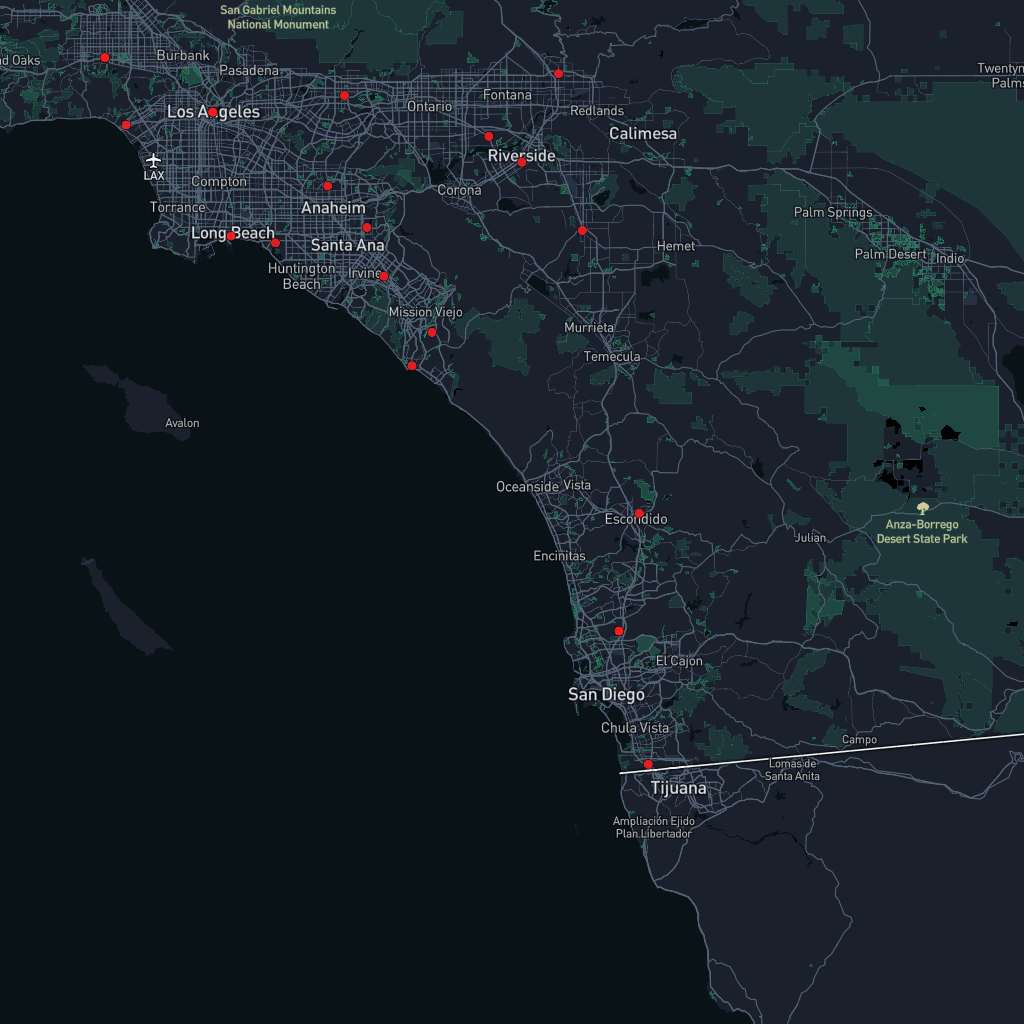 San Gabriel Mountains
National Monument
d Oaks
Burbank
Pasadena
Twentyn
Palms
Los Angeles
Ontario
Fontana
Redlands
Calimesa
LAX
Riverside
Compton
Corona
Torrance
Anaheim
Palm Springs
Long Beach
Santa Ana
Hemet
Palm Desert
Indio
Huntington
Beach
Irvine
Mission Viejo
Murrieta
Temecula
Avalon
Oceanside
Vista
Escondido
Anza-Borrego
Desert State Park
Julian
Encinitas
El Cajon
San Diego
Chula Vista
Campo
Lomas de
Santa Anita
Tijuana
Ampliación Ejido
Plan Libertador